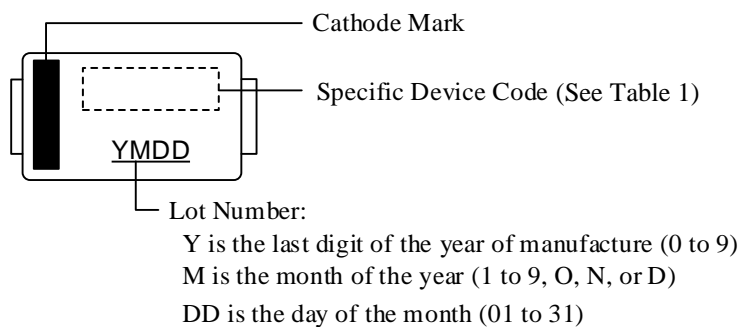 Cathode Mark
Specific Device Code (See Table 1)
YMDD
Lot Number:
Y is the last digit of the year of manufacture (0 to 9)
M is the month of the year (1 to 9, O, N, or D)
DD is the day of the month (01 to 31)